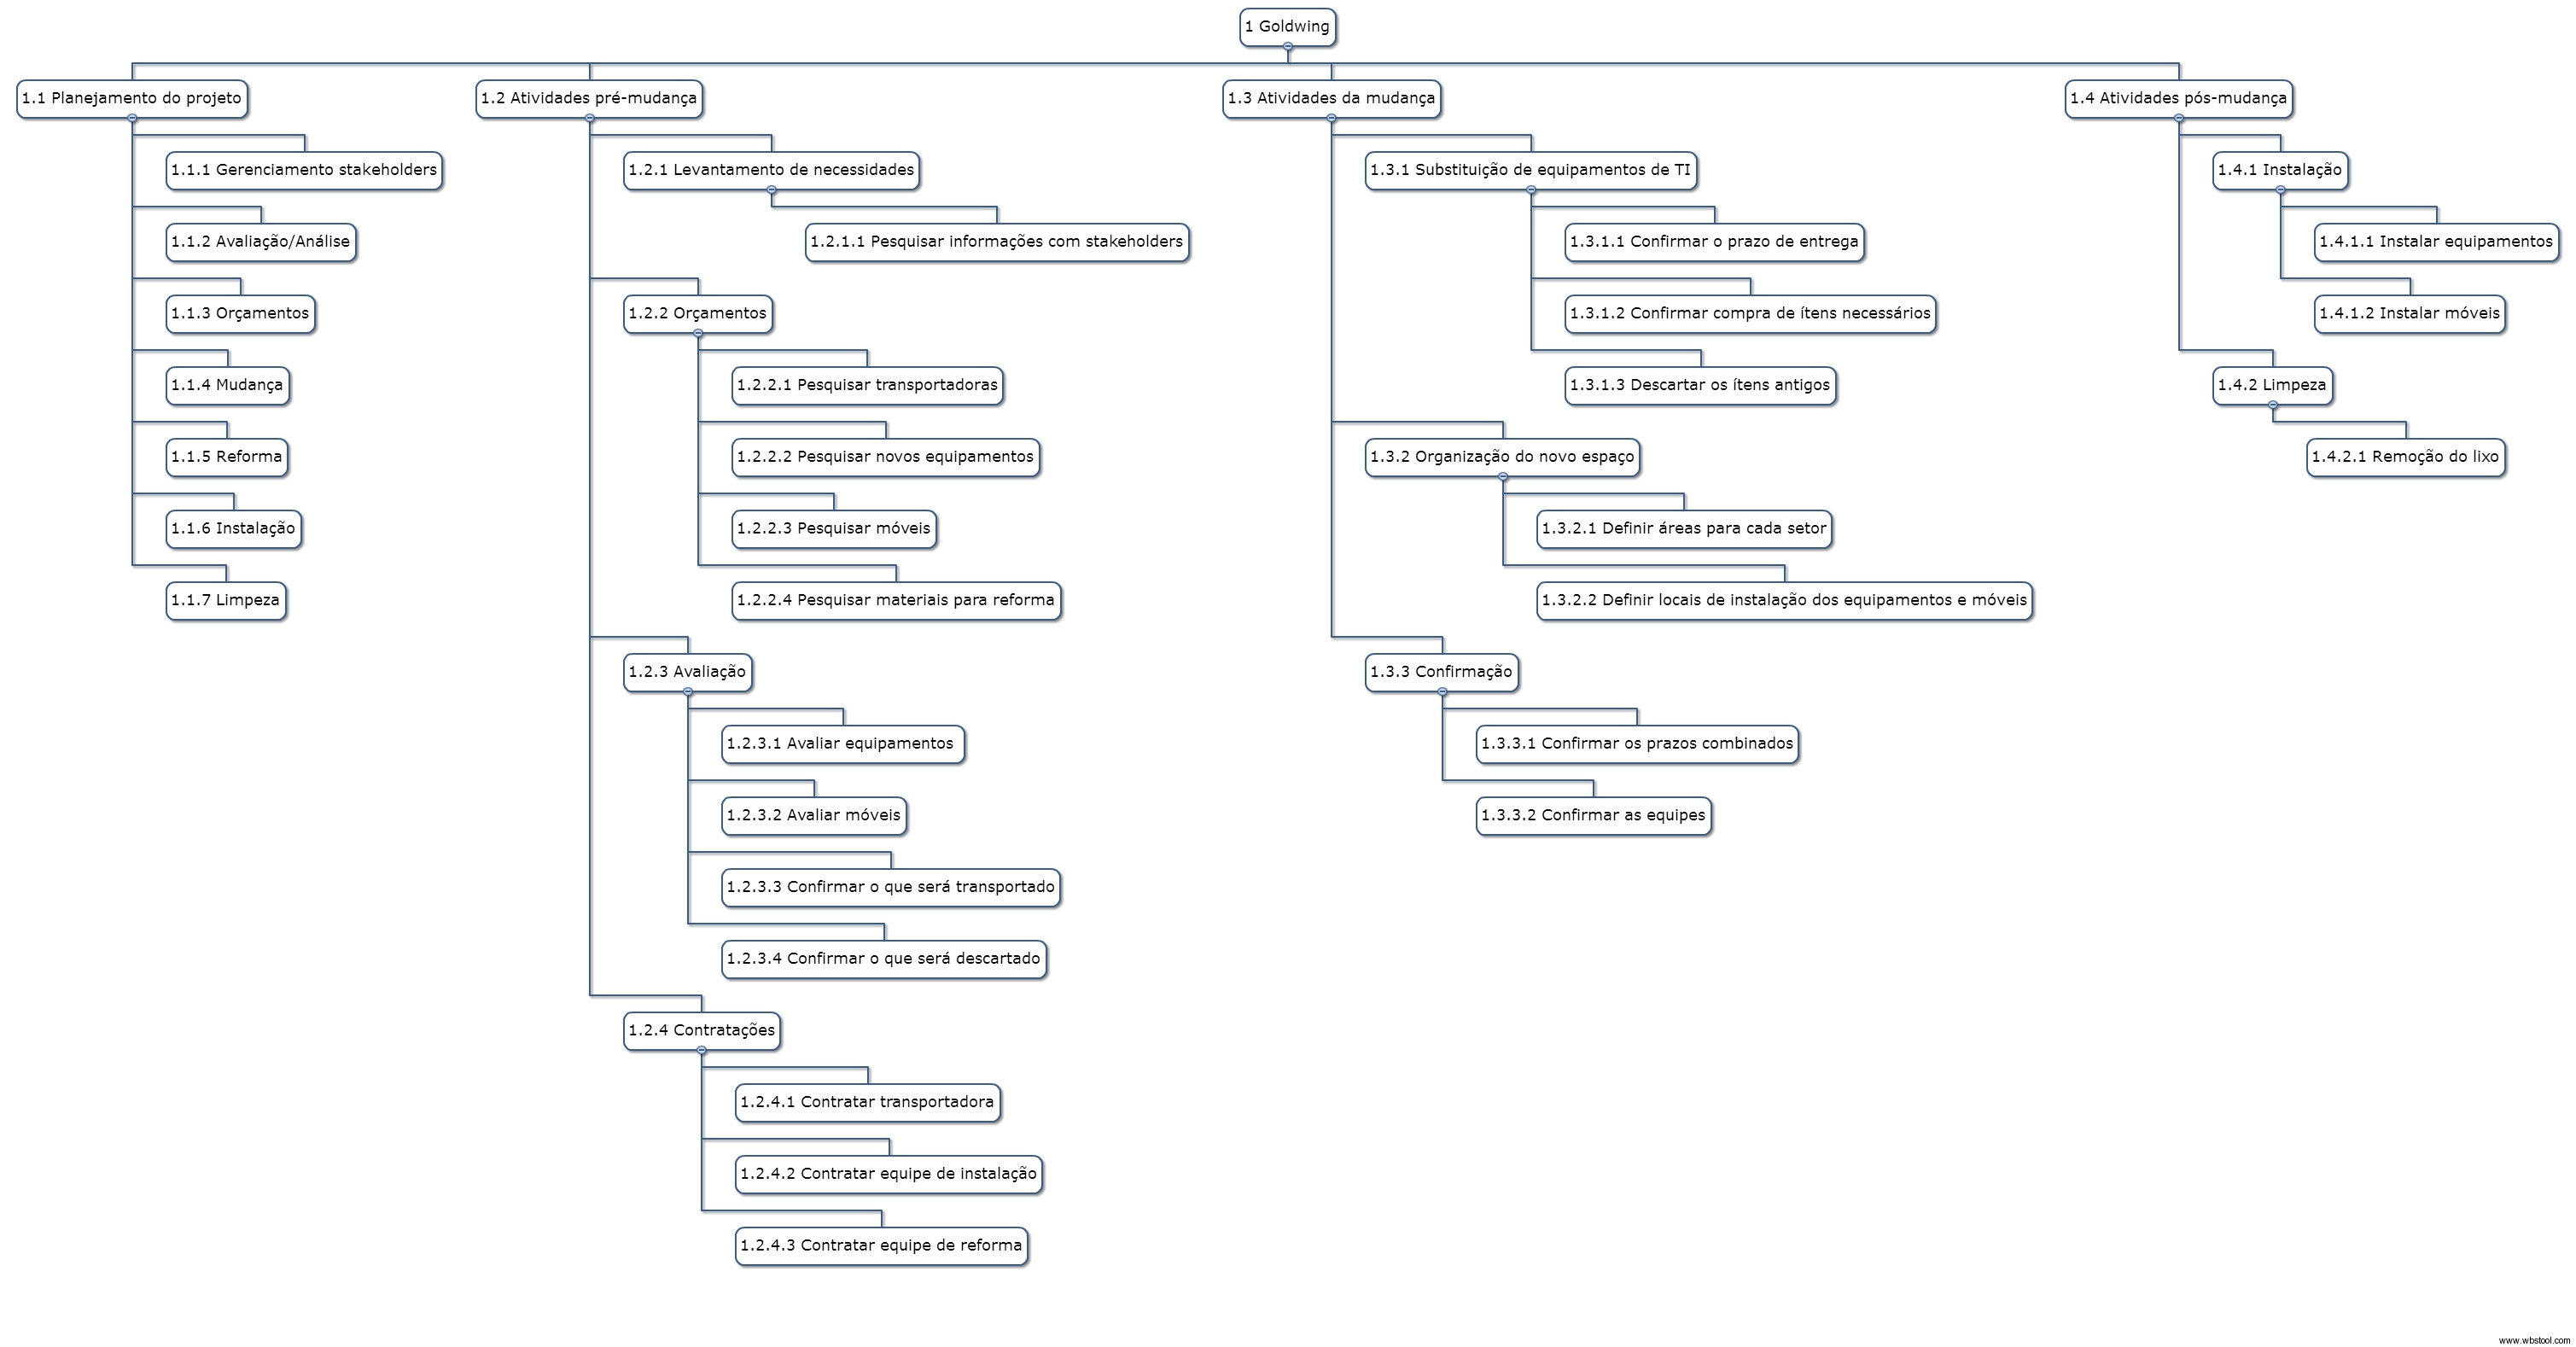 1 Goldwing
1.1 Planejamento do projeto
1.1.1 Gerenciamento stakeholders
1.1.2 Avaliação/Análise
1.1.3 Orçamentos
1.1.4 Mudança
1.1.5 Reforma
1.1.6 Instalação
1.1.7 Limpeza
1.2 Atividades pré-mudança
1.2.1 Levantamento de necessidades
1.2.1.1 Pesquisar informações com stakeholders
1.2.2 Orçamentos
1.2.2.1 Pesquisar transportadoras
1.2.2.2 Pesquisar novos equipamentos
1.2.2.3 Pesquisar móveis
1.2.2.4 Pesquisar materiais para reforma
1.2.3 Avaliação
1.2.3.1 Avaliar equipamentos
1.2.3.2 Avaliar móveis
1.2.3.3 Confirmar o que será transportado
1.2.3.4 Confirmar o que será descartado
1.2.4 Contratações
1.2.4.1 Contratar transportadora
1.2.4.2 Contratar equipe de instalação
1.2.4.3 Contratar equipe de reforma
1.3 Atividades da mudança
1.3.1 Substituição de equipamentos de TI
1.3.1.1 Confirmar o prazo de entrega
1.3.1.2 Confirmar compra de ítens necessários
1.3.1.3 Descartar os ítens antigos
1.3.2 Organização do novo espaço
1.3.2.1 Definir áreas para cada setor
1.3.2.2 Definir locais de instalação dos equipamentos e móveis
1.3.3 Confirmação
1.3.3.1 Confirmar os prazos combinados
1.3.3.2 Confirmar as equipes
1.4 Atividades pós-mudança
1.4.1 Instalação
1.4.1.1 Instalar equipamentos
1.4.1.2 Instalar móveis
1.4.2 Limpeza
1.4.2.1 Remoção do lixo
www.wbstool.com